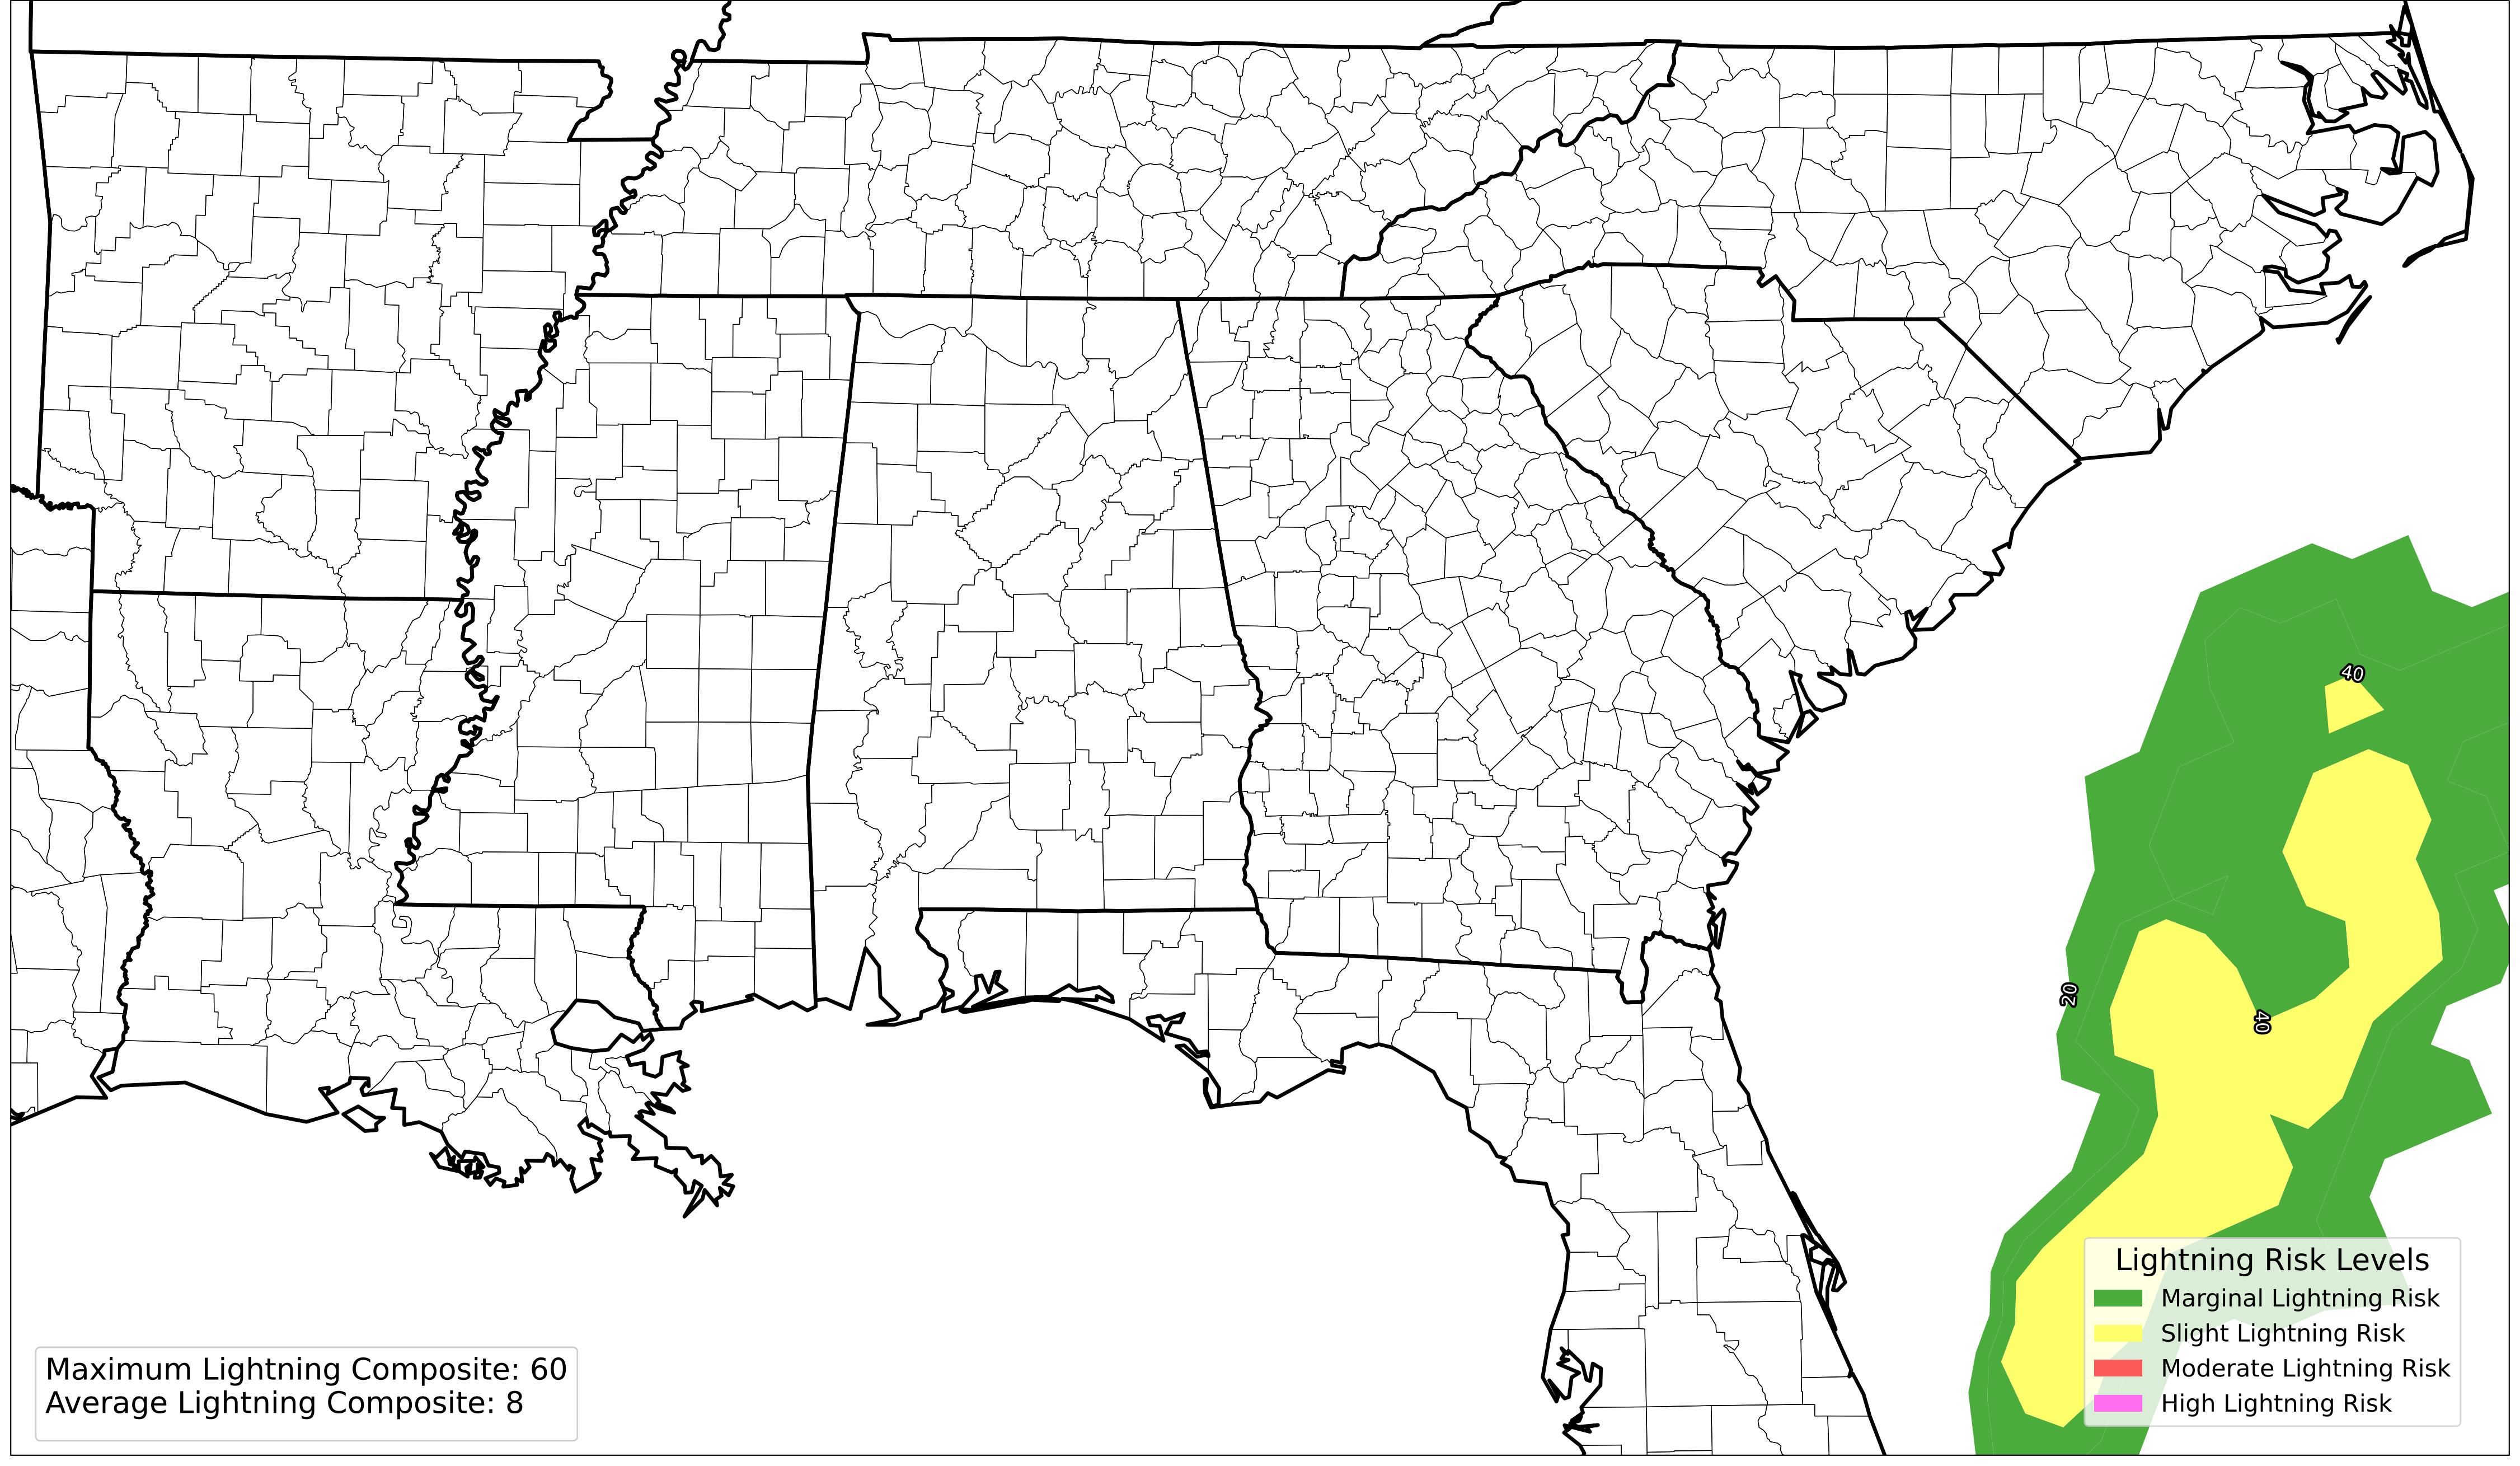 40
20
40
Lightning Risk Levels
Marginal Lightning Risk
Slight Lightning Risk
Moderate Lightning Risk
High Lightning Risk
Maximum Lightning Composite: 60
Average Lightning Composite: 8